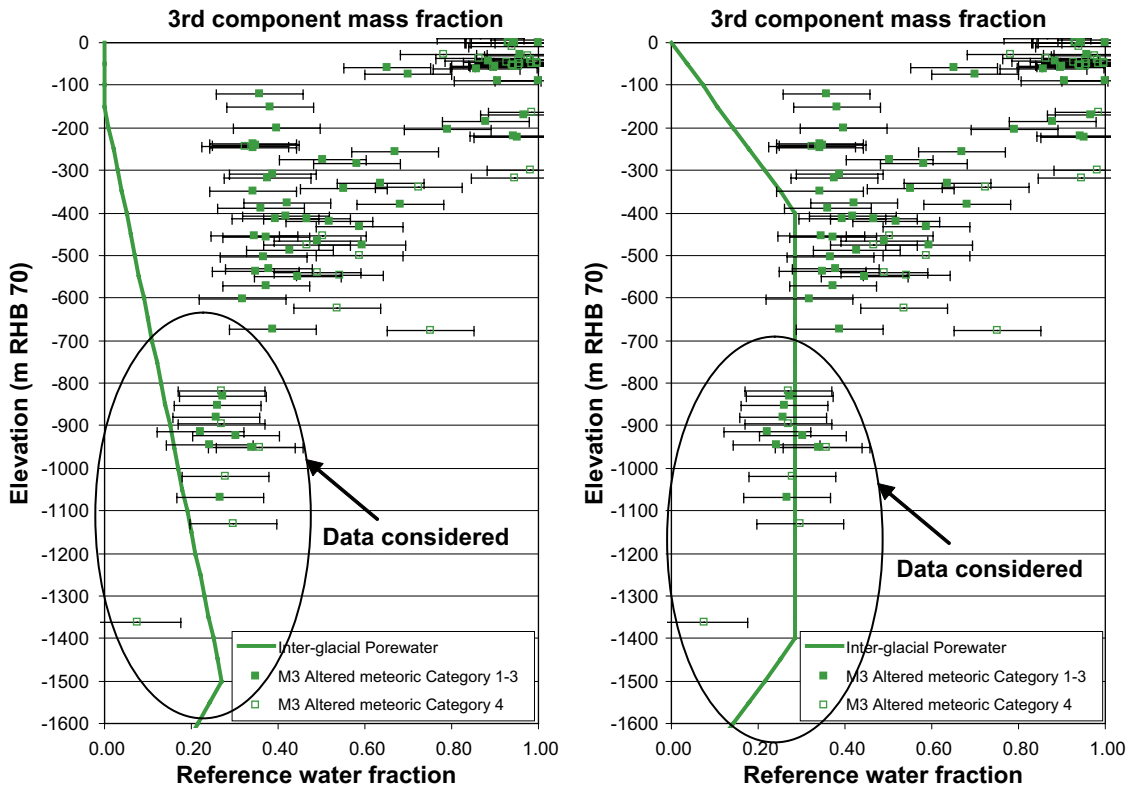 3rd component mass fraction
0
-100
-200
-300
-400
-500
-600
-700
-800
-900
-1000
-1100
-1200
-1300
-1400
-1500
-1600
Elevation (m RHB 70)
Data considered
Inter-glacial Porewater
M3 Altered meteoric Category 1-3
M3 Altered meteoric Category 4
0.00 0.20 0.40 0.60 0.80 1.00
Reference water fraction
3rd component mass fraction
0
-100
-200
-300
-400
-500
-600
-700
-800
-900
-1000
-1100
-1200
-1300
-1400
-1500
-1600
Elevation (m RHB 70)
Data considered
Inter-glacial Porewater
M3 Altered meteoric Category 1-3
M3 Altered meteoric Category 4
0.00 0.20 0.40 0.60 0.80 1.00
Reference water fraction